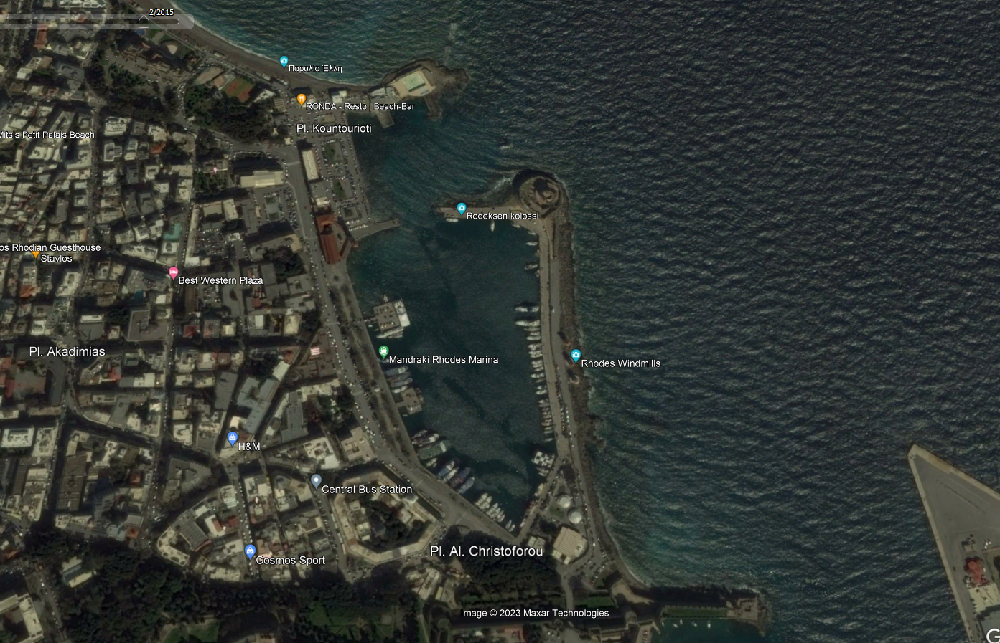 2/2015
Παραλία Έλλη
RONDA - Resto | Beach-Bar
Pl. Kountourioti
Mitsis Petit Palais Beach
Rodoksen kolossi
os Rhodian Guesthouse
Stavlos
Best Western Plaza
Pl. Akadimias
Mandraki Rhodes Marina
Rhodes Windmills
H&M
Central Bus Station
Pl. Al. Christoforou
Cosmos Sport
Image © 2023 Maxar Technologies
G